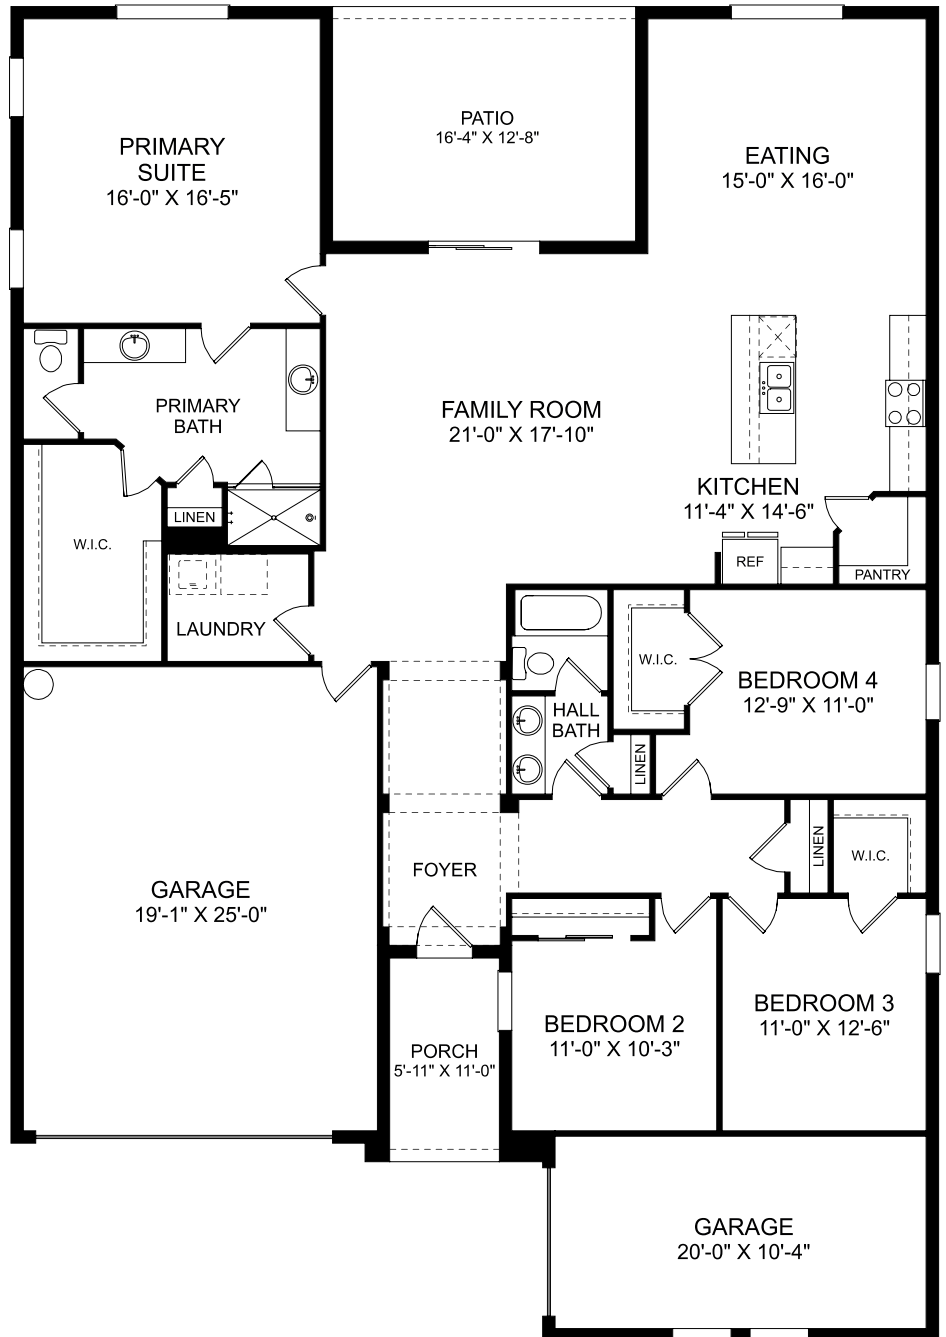 PATIO
16'-4" X 12'-8"
PRIMARY
SUITE
16'-0" X 16'-5"
EATING
15'-0" X 16'-0"
PRIMARY
BATH
FAMILY ROOM
21'-0" X 17'-10"
KITCHEN
11'-4" X 14'-6"
LINEN
W.I.C.
REF
PANTRY
LAUNDRY
W.I.C.
BEDROOM 4
12'-9" X 11'-0"
HALL
BATH
LINEN
LINEN
W.I.C.
FOYER
GARAGE
19'-1" X 25'-0"
BEDROOM 3
11'-0" X 12'-6"
BEDROOM 2
11'-0" X 10'-3"
PORCH
5'-11" X 11'-0"
GARAGE
20'-0" X 10'-4"